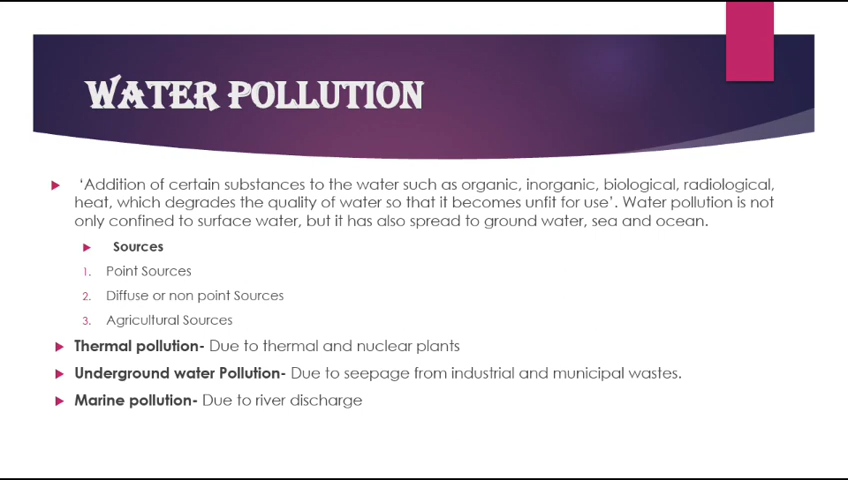 WATER POLLUTION
‘Addition of certain substances to the water such as organic, inorganic, biological, radiological,
heat, which degrades the quality of water so that it becomes unfit for use’. Water pollution is not
only confined to surface water, but it has also spread to ground water, sea and ocean.
Sources
1. Point Sources
2. Diffuse or non point Sources
3. Agricultural Sources
Thermal pollution- Due to thermal and nuclear plants
Underground water Pollution- Due to seepage from industrial and municipal wastes.
Marine pollution- Due to river discharge